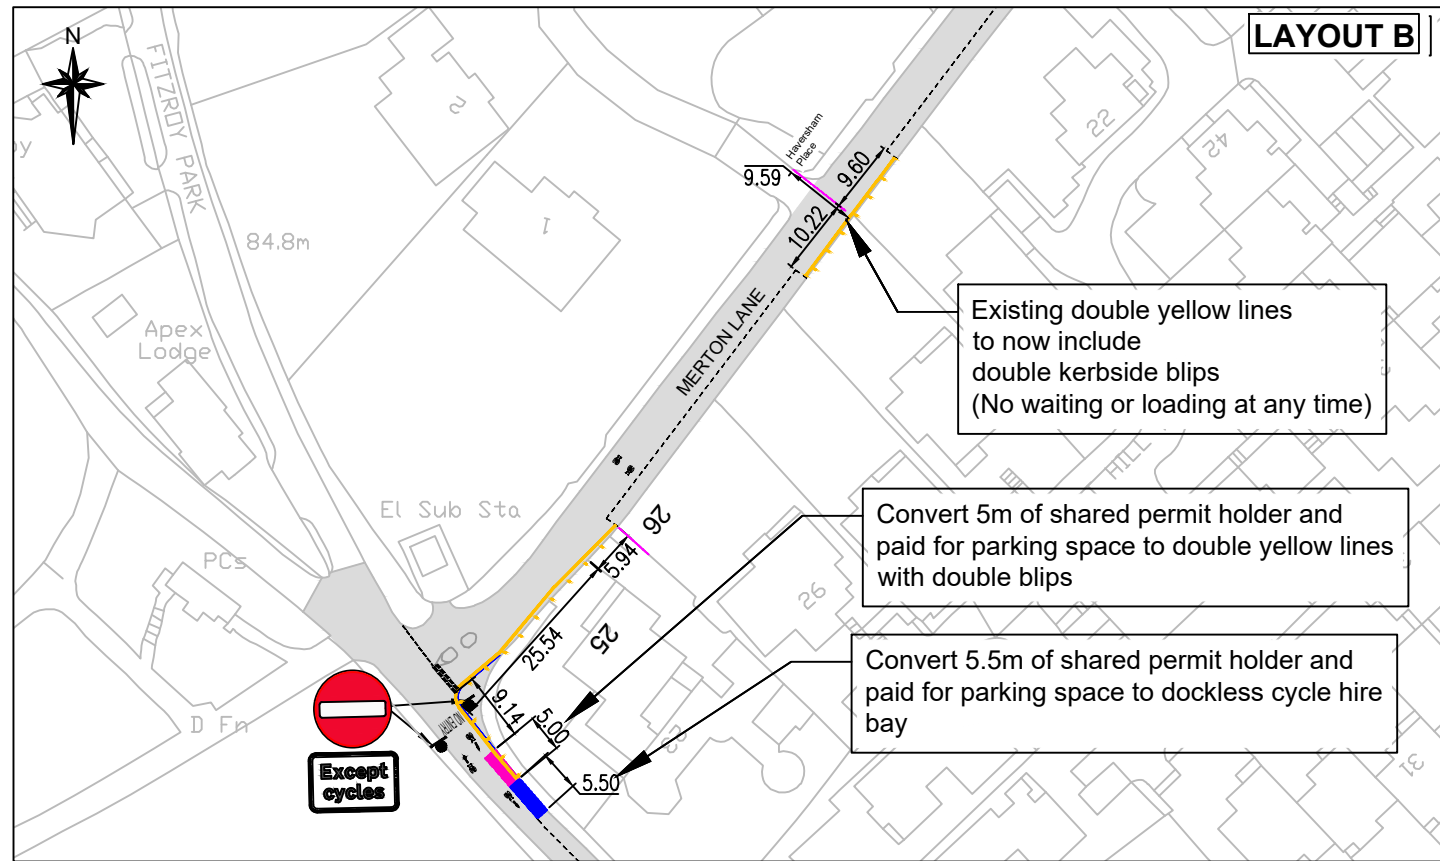 LAYOUT B
N
FITZROY PARK
2
22
42
Haversham
Place
9.59
9.60
10.22
1
84.8m
Apex
Lodge
MERTON LANE
Existing double yellow lines
to now include
double kerbside blips
(No waiting or loading at any time)
HILL
El Sub Sta
26
5.94
Convert 5m of shared permit holder and
paid for parking space to double yellow lines
with double blips
PCs
26
25
25.54
Convert 5.5m of shared permit holder and
paid for parking space to dockless cycle hire
bay
9.14
5.00
NO ENTRY
D Fn
5.50
31
Except
cycles